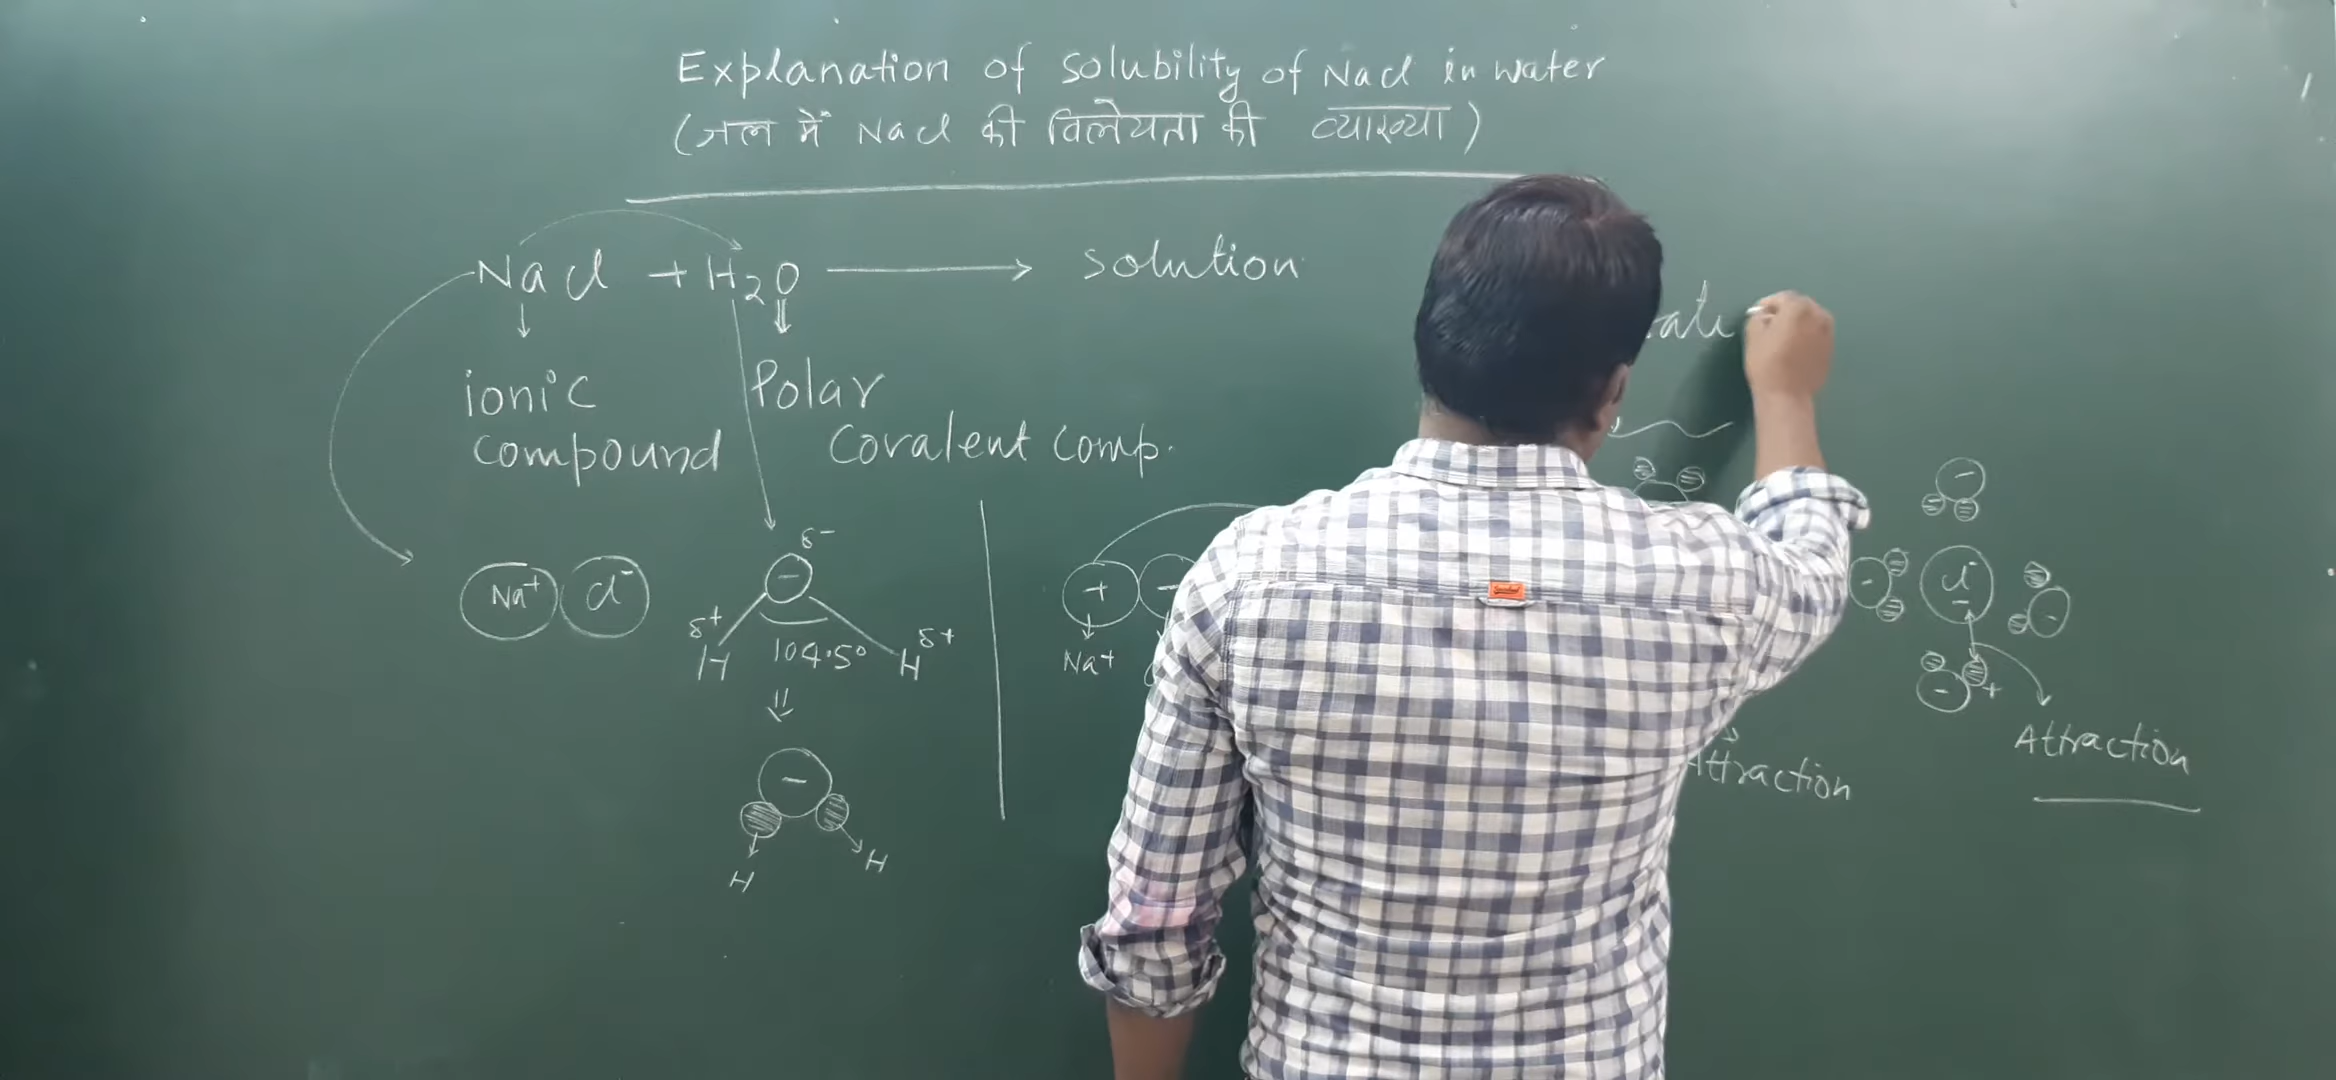 Explanation of solubility of NaCl in water
(जल में NaCl की विलेयता की व्याख्या)
NaCl + H2O ⟶ solution
ionic
compound
Polar
Covalent Comp.
Na+ Cl-
δ-
-
δ+
H
104.5°
H
δ+
-
H
H
+
-
Na+
-
-
Cl-
-
-
+
Attraction
Attraction